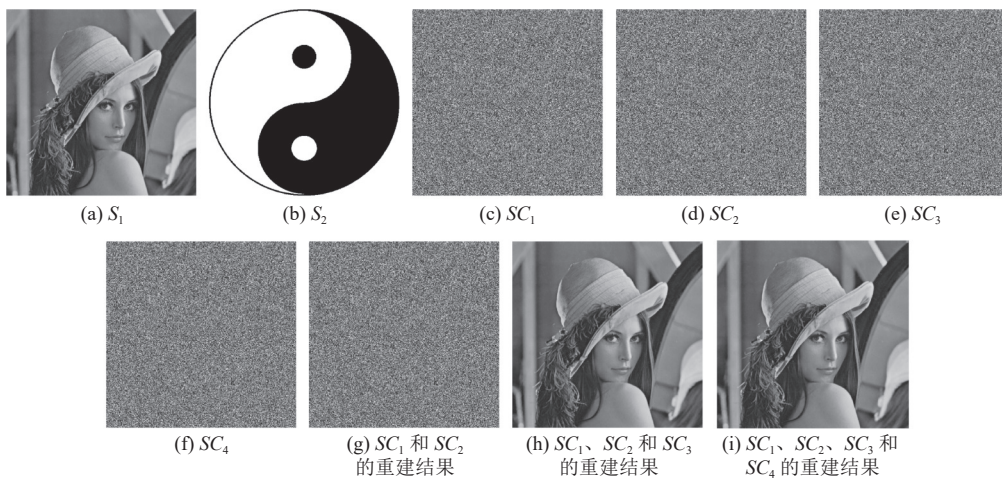 (a) S₁
(b) S₂
(c) SC₁
(d) SC₂
(e) SC₃
(f) SC₄
(g) SC₁ 和 SC₂
的重建结果
(h) SC₁、SC₂ 和 SC₃
的重建结果
(i) SC₁、SC₂、SC₃ 和
SC₄ 的重建结果